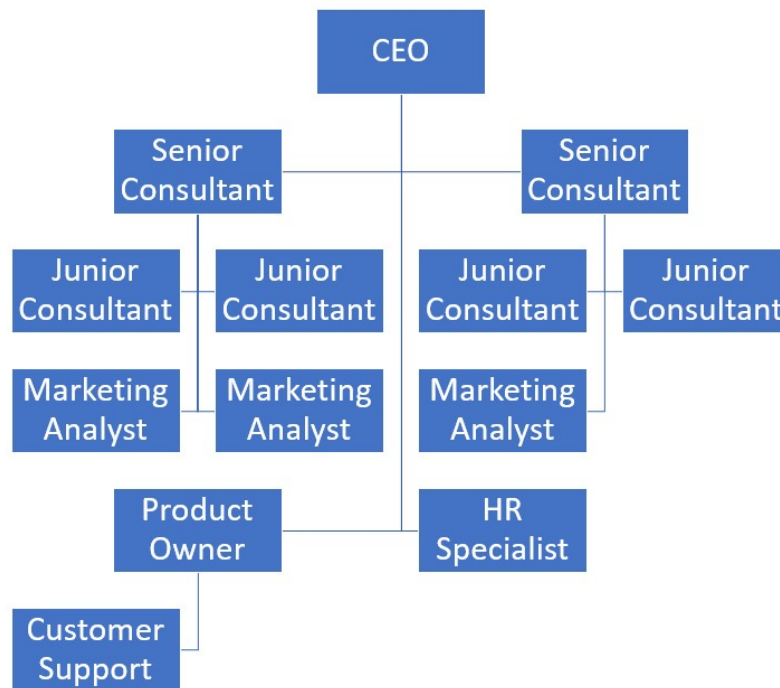 CEO
Senior
Consultant
Senior
Consultant
Junior
Consultant
Junior
Consultant
Junior
Consultant
Junior
Consultant
Marketing
Analyst
Marketing
Analyst
Marketing
Analyst
Product
Owner
HR
Specialist
Customer
Support